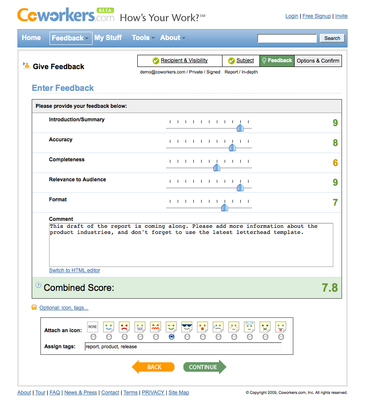 Coworkers.com BETA How's Your Work?℠
Login | Free Signup | Invite
Home Feedback My Stuff Tools About Search
Give Feedback
Recipient & Visibility Subject Feedback Options & Confirm
demo@coworkers.com / Private / Signed Report / In-depth
Enter Feedback
Please provide your feedback below:
Introduction/Summary 9
Accuracy 8
Completeness 6
Relevance to Audience 9
Format 7
Comment
This draft of the report is coming along. Please add more information about the
product industries, and don't forget to use the latest letterhead template.
Switch to HTML editor
Combined Score: 7.8
Optional: icon, tags...
Attach an icon: NONE
Assign tags: report, product, release
BACK CONTINUE
About | Tour | FAQ | News & Press | Contact | Terms | PRIVACY | Site Map
© Copyright 2009, Coworkers.com, Inc. All rights reserved.